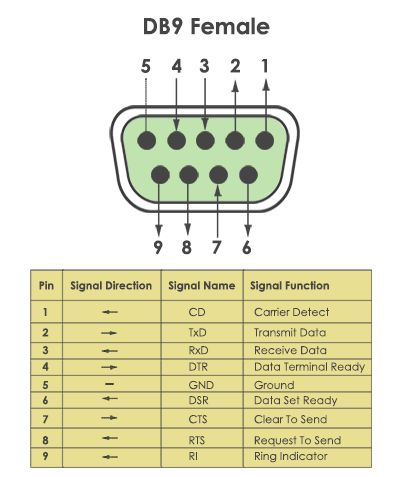 DB9 Female
5 4 3 2 1
9 8 7 6
Pin Signal Direction Signal Name Signal Function
1 ← CD Carrier Detect
2 → TxD Transmit Data
3 ← RxD Receive Data
4 → DTR Data Terminal Ready
5 – GND Ground
6 ← DSR Data Set Ready
7 → CTS Clear To Send
8 ← RTS Request To Send
9 ← RI Ring Indicator